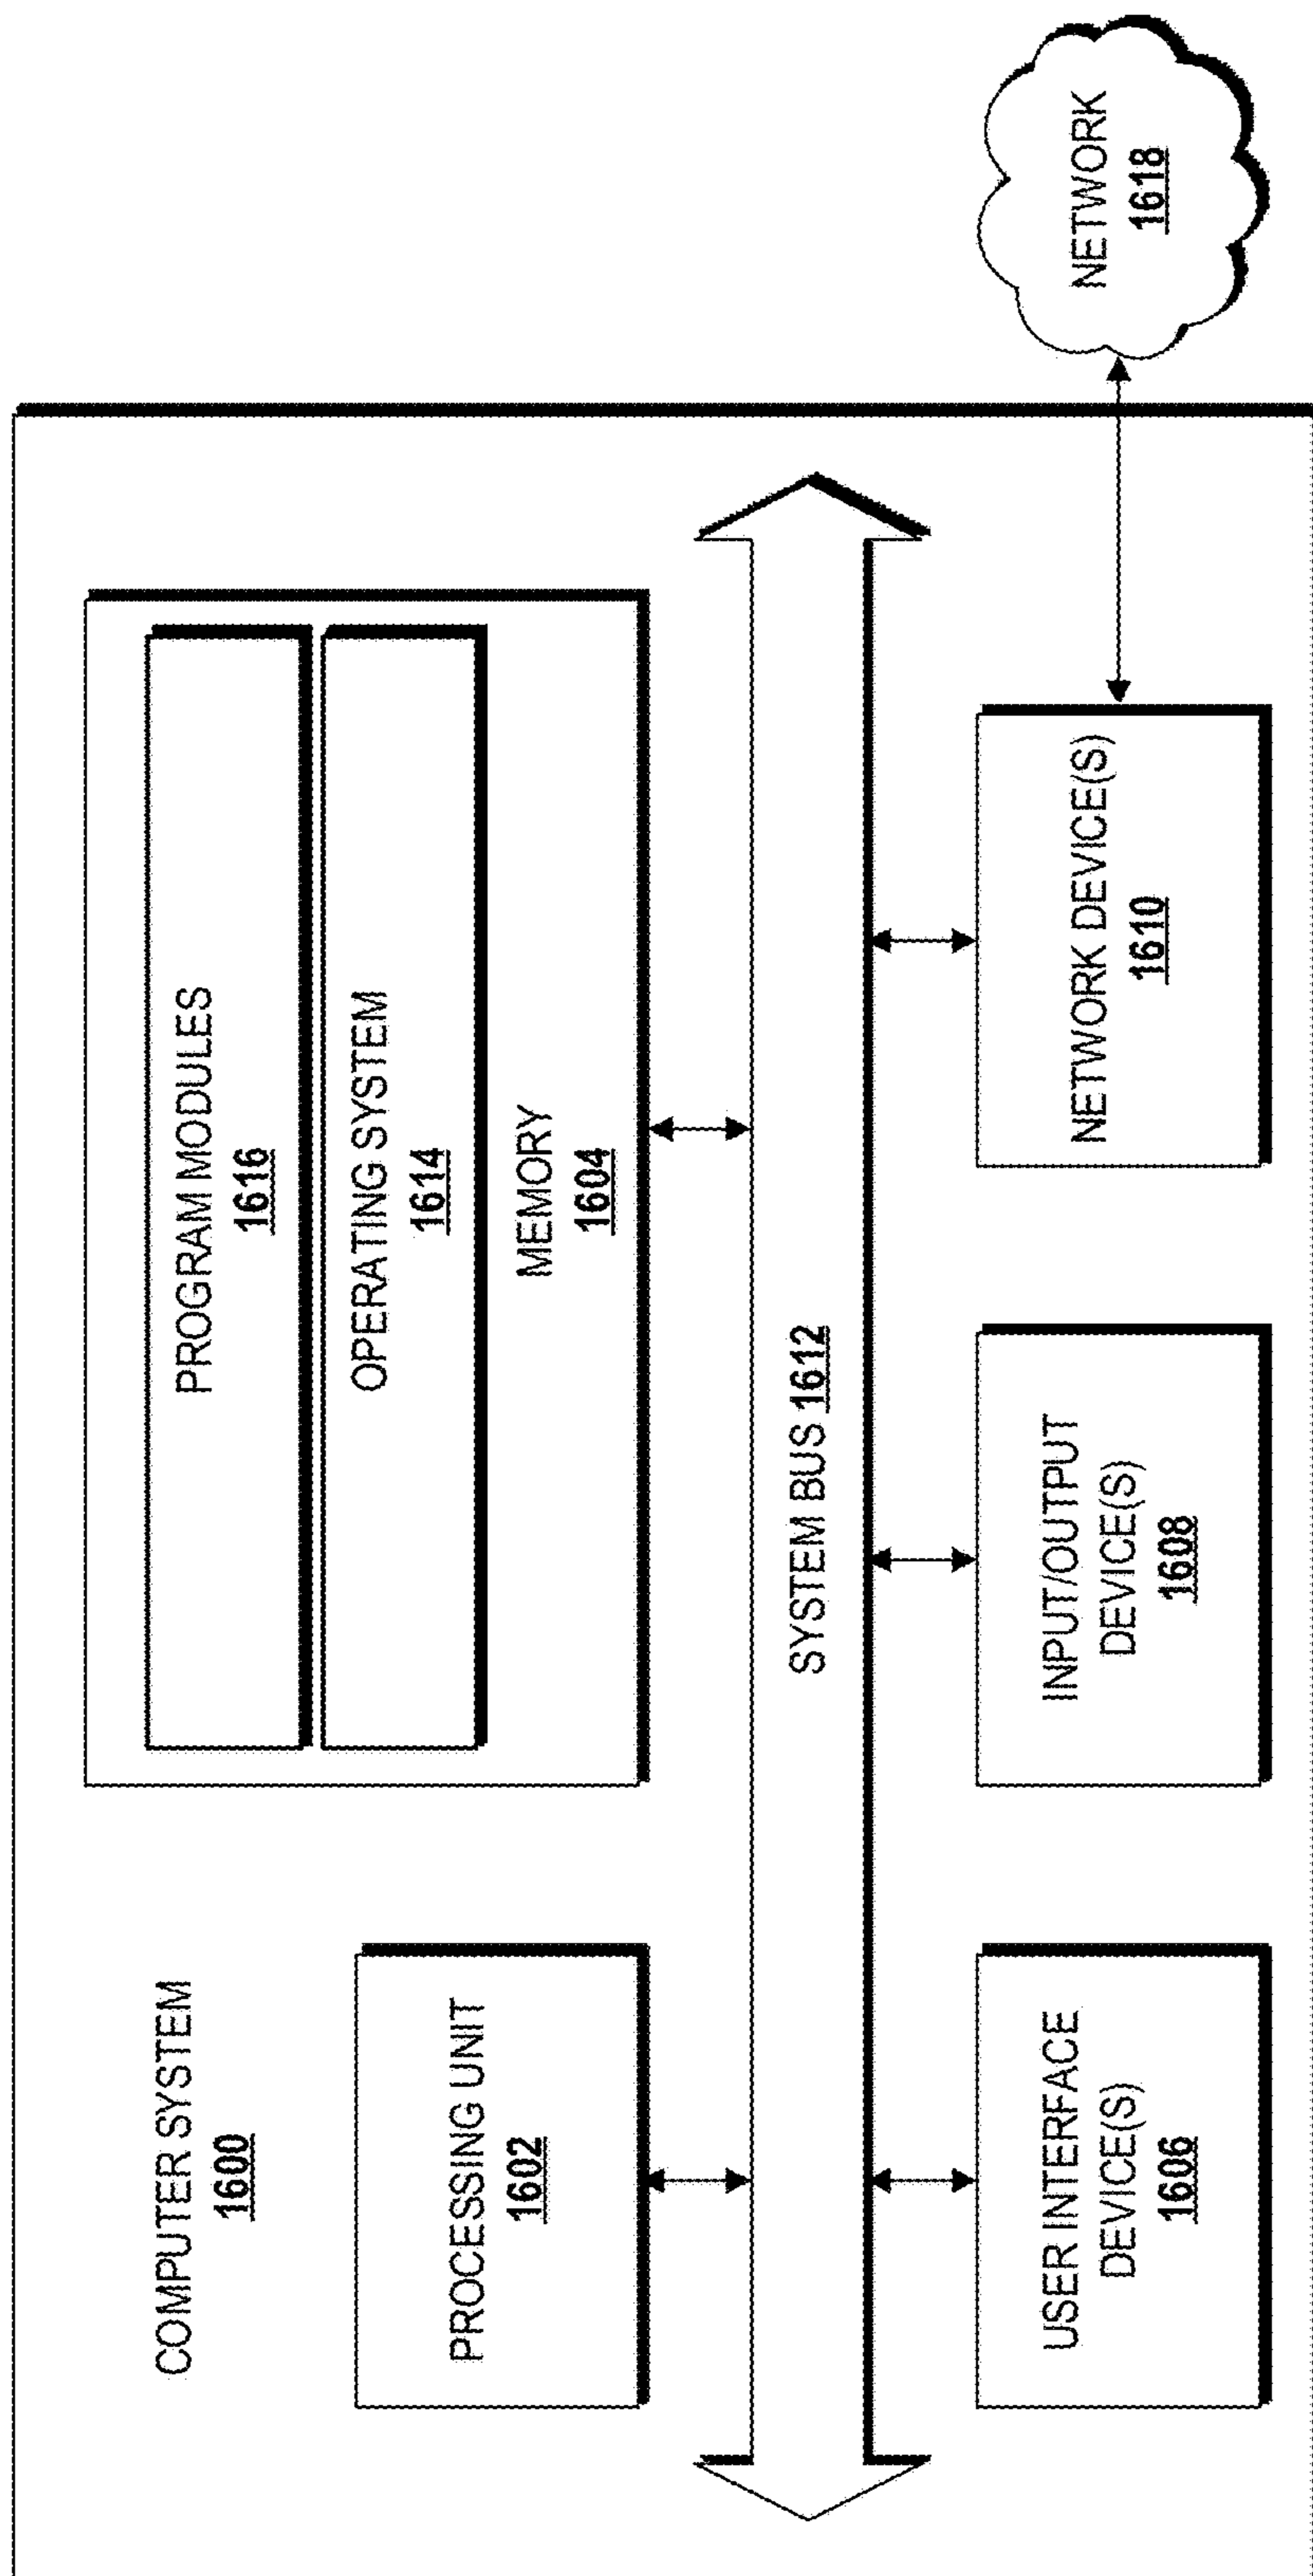 COMPUTER SYSTEM
1600
PROCESSING UNIT
1602
PROGRAM MODULES
1616
OPERATING SYSTEM
1614
MEMORY
1604
SYSTEM BUS 1612
USER INTERFACE
DEVICE(S)
1606
INPUT/OUTPUT
DEVICE(S)
1608
NETWORK DEVICE(S)
1610
NETWORK
1618